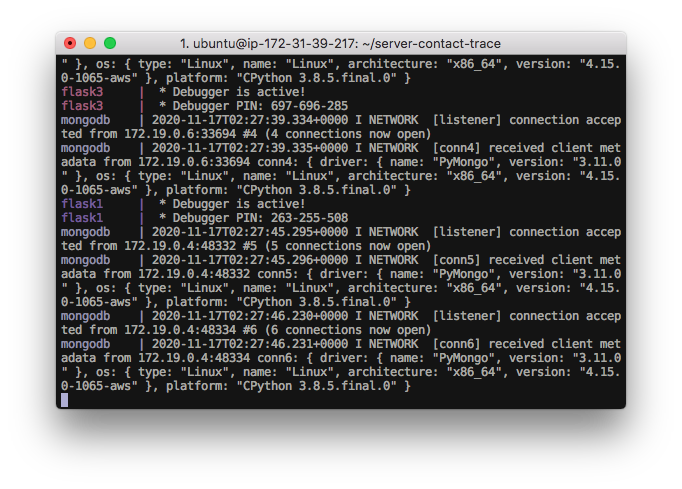 1. ubuntu@ip-172-31-39-217: ~/server-contact-trace
" }, os: { type: "Linux", name: "Linux", architecture: "x86_64", version: "4.15.
0-1065-aws" }, platform: "CPython 3.8.5.final.0" }
flask3     |  * Debugger is active!
flask3     |  * Debugger PIN: 697-696-285
mongodb    | 2020-11-17T02:27:39.334+0000 I NETWORK  [listener] connection accep
ted from 172.19.0.6:33694 #4 (4 connections now open)
mongodb    | 2020-11-17T02:27:39.335+0000 I NETWORK  [conn4] received client met
adata from 172.19.0.6:33694 conn4: { driver: { name: "PyMongo", version: "3.11.0
" }, os: { type: "Linux", name: "Linux", architecture: "x86_64", version: "4.15.
0-1065-aws" }, platform: "CPython 3.8.5.final.0" }
flask1     |  * Debugger is active!
flask1     |  * Debugger PIN: 263-255-508
mongodb    | 2020-11-17T02:27:45.295+0000 I NETWORK  [listener] connection accep
ted from 172.19.0.4:48332 #5 (5 connections now open)
mongodb    | 2020-11-17T02:27:45.296+0000 I NETWORK  [conn5] received client met
adata from 172.19.0.4:48332 conn5: { driver: { name: "PyMongo", version: "3.11.0
" }, os: { type: "Linux", name: "Linux", architecture: "x86_64", version: "4.15.
0-1065-aws" }, platform: "CPython 3.8.5.final.0" }
mongodb    | 2020-11-17T02:27:46.230+0000 I NETWORK  [listener] connection accep
ted from 172.19.0.4:48334 #6 (6 connections now open)
mongodb    | 2020-11-17T02:27:46.231+0000 I NETWORK  [conn6] received client met
adata from 172.19.0.4:48334 conn6: { driver: { name: "PyMongo", version: "3.11.0
" }, os: { type: "Linux", name: "Linux", architecture: "x86_64", version: "4.15.
0-1065-aws" }, platform: "CPython 3.8.5.final.0" }